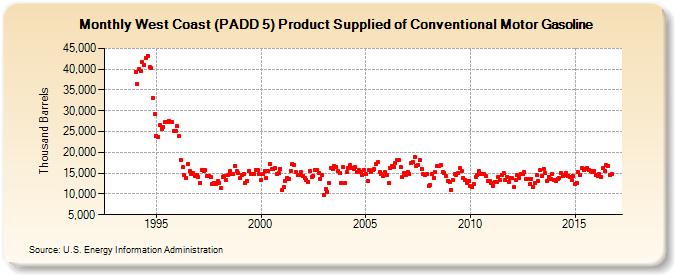 Monthly West Coast (PADD 5) Product Supplied of Conventional Motor Gasoline
Thousand Barrels
45,000
40,000
35,000
30,000
25,000
20,000
15,000
10,000
5,000
1995 2000 2005 2010 2015
Source: U.S. Energy Information Administration